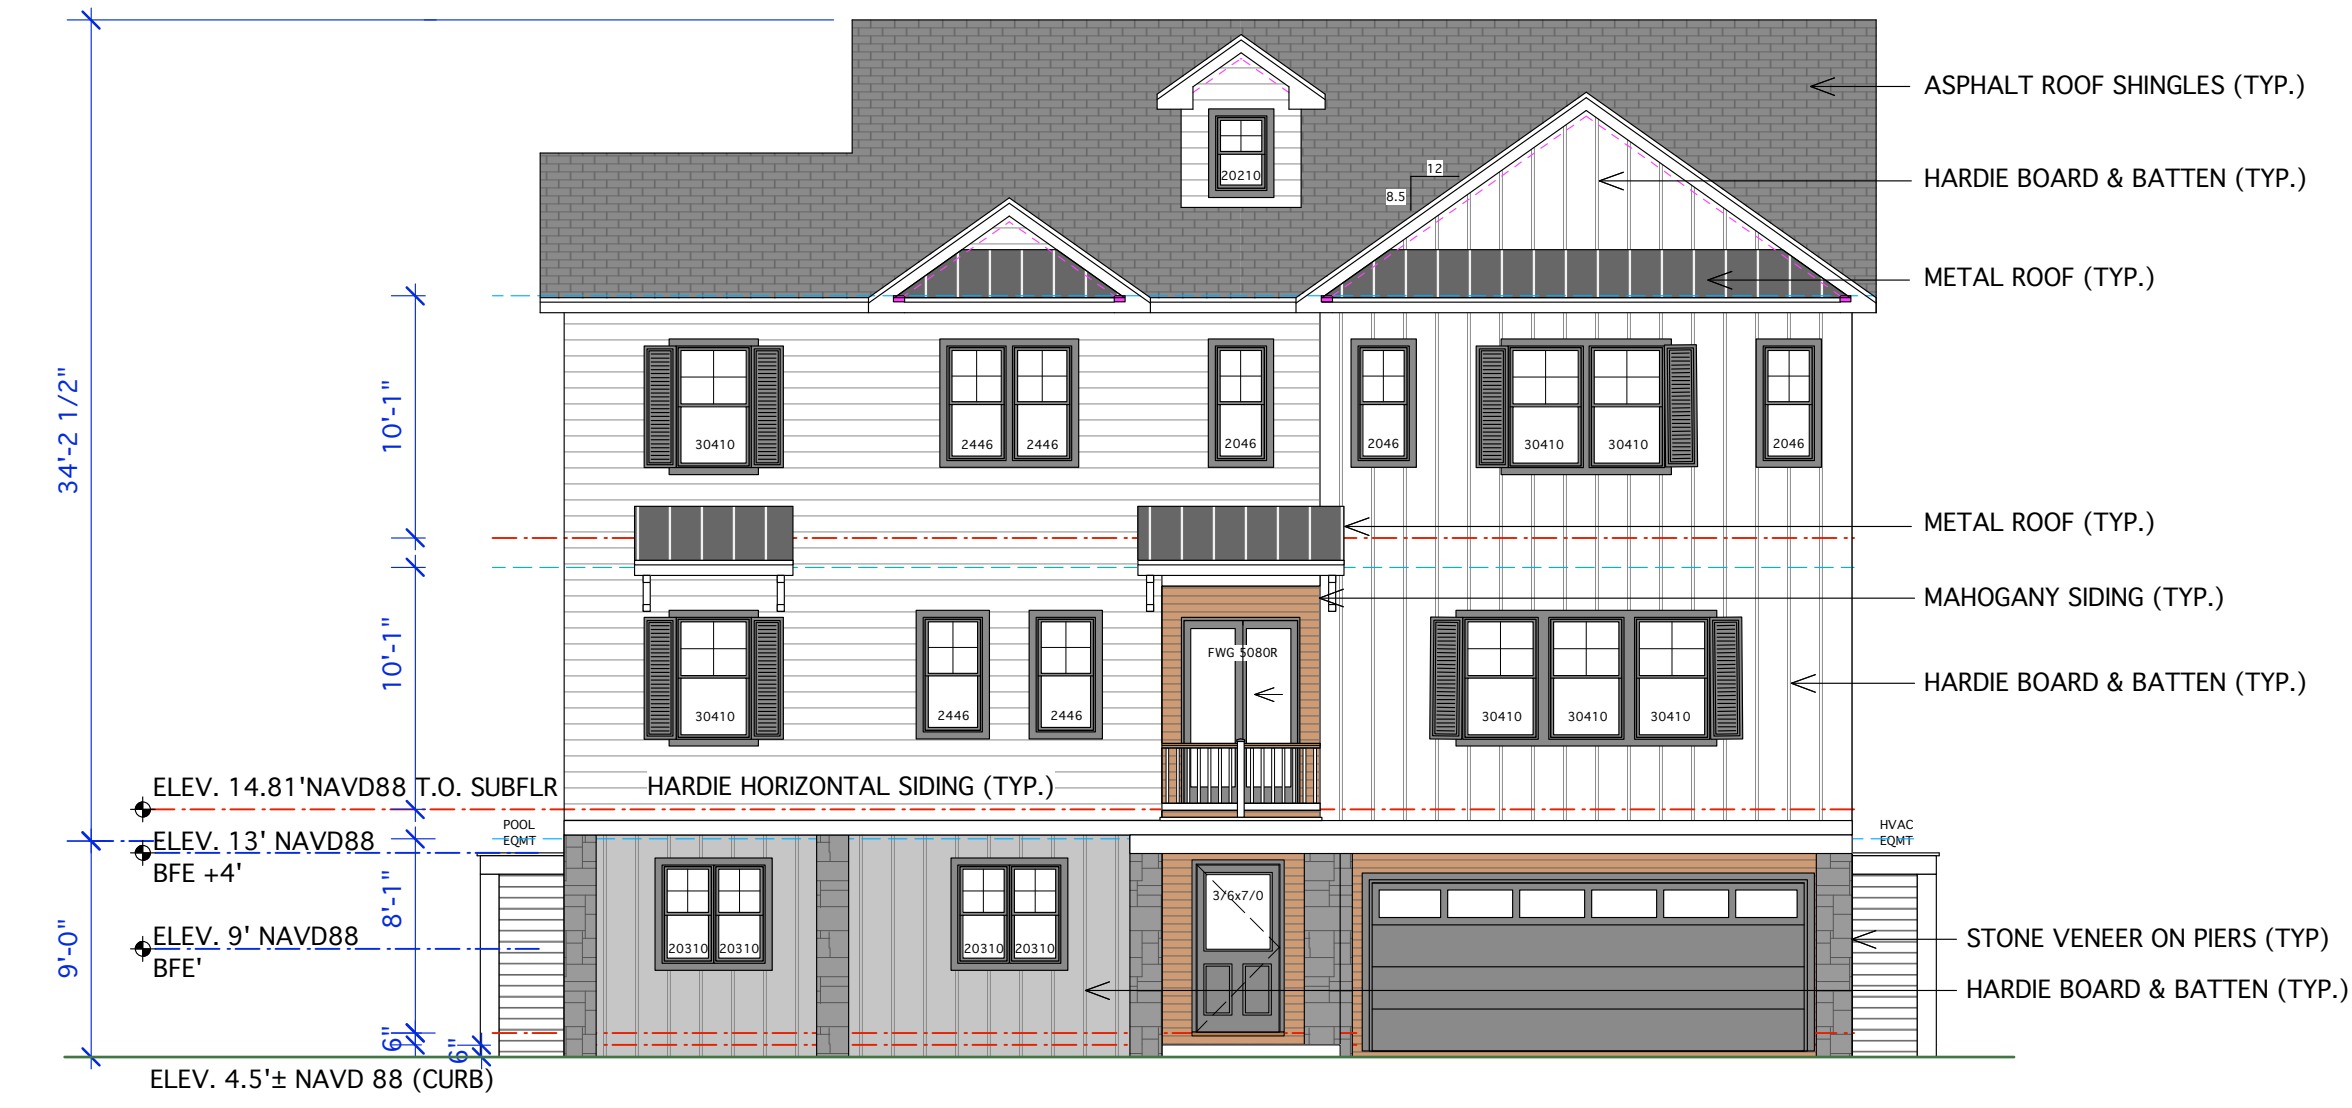 ASPHALT ROOF SHINGLES (TYP.)
12
8.5
20210
HARDIE BOARD & BATTEN (TYP.)
METAL ROOF (TYP.)
34'-2 1/2"
10'-1"
30410
2446
2446
2046
2046
30410
30410
2046
METAL ROOF (TYP.)
MAHOGANY SIDING (TYP.)
10'-1"
FWG 5080R
HARDIE BOARD & BATTEN (TYP.)
30410
2446
2446
30410
30410
30410
ELEV. 14.81'NAVD88 T.O. SUBFLR
HARDIE HORIZONTAL SIDING (TYP.)
POOL
EQMT
HVAC
EQMT
ELEV. 13' NAVD88
BFE +4'
8'-1"
3/6x7/0
9'-0"
ELEV. 9' NAVD88
BFE'
20310
20310
20310
20310
STONE VENEER ON PIERS (TYP)
HARDIE BOARD & BATTEN (TYP.)
6"
6"
ELEV. 4.5'± NAVD 88 (CURB)